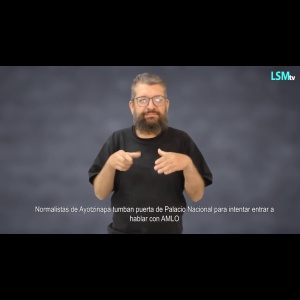 LSMtv
Normalistas de Ayotzinapa tumban puerta de Palacio Nacional para intentar entrar a
hablar con AMLO